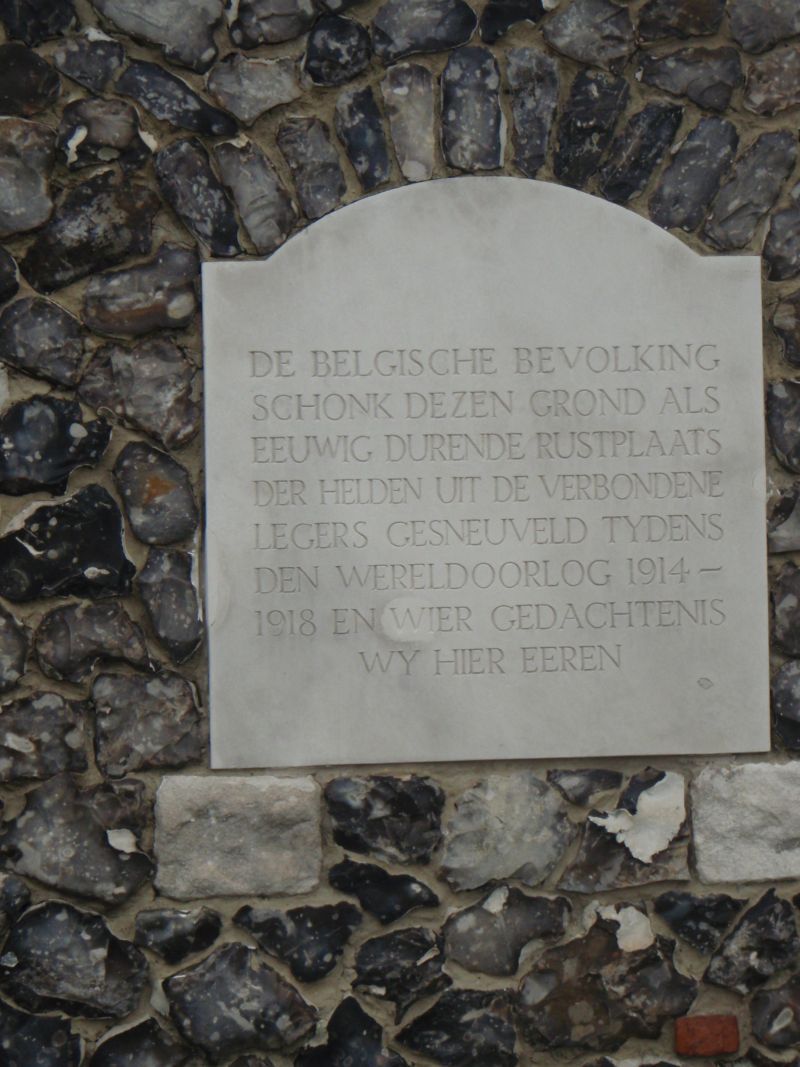 DE BELGISCHE BEVOLKING
SCHONK DEZEN GROND ALS
EEUWIG DURENDE RUSTPLAATS
DER HELDEN UIT DE VERBONDENE
LEGERS GESNEUVELD TYDENS
DEN WERELDOORLOG 1914 –
1918 EN WIER GEDACHTENIS
WY HIER EEREN